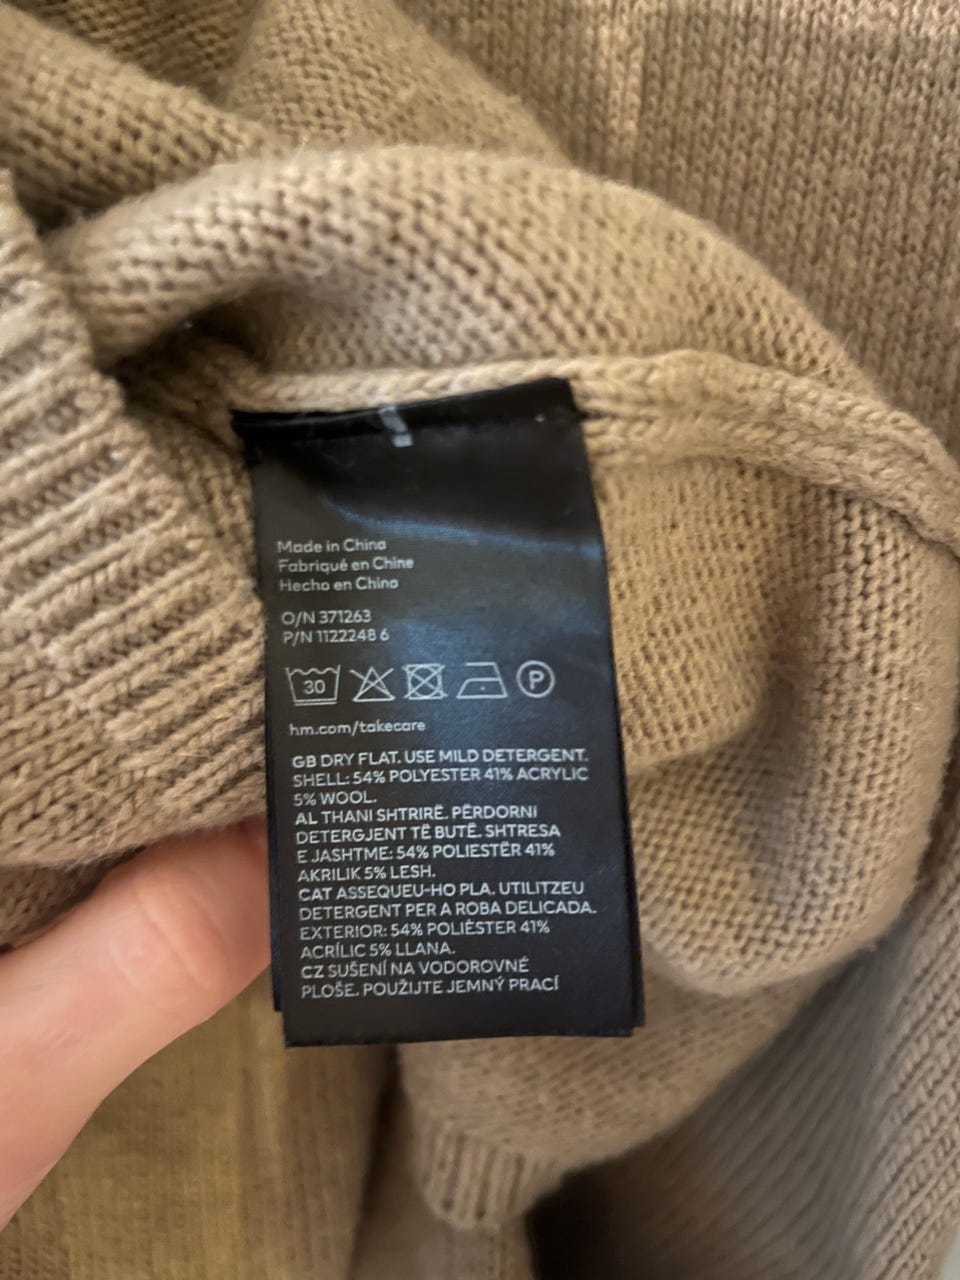 Made in China
Fabriqué en Chine
Hecho en China
O/N 371263
P/N 1122248 6
30 P
hm.com/takecare
GB DRY FLAT. USE MILD DETERGENT.
SHELL: 54% POLYESTER 41% ACRYLIC
5% WOOL.
AL THANI SHTRIRË. PËRDORNI
DETERGJENT TË BUTË. SHTRESA
E JASHTME: 54% POLIESTËR 41%
AKRILIK 5% LESH.
CAT ASSEQUEU-HO PLA. UTILITZEU
DETERGENT PER A ROBA DELICADA.
EXTERIOR: 54% POLIÈSTER 41%
ACRÍLIC 5% LLANA.
CZ SUŠENÍ NA VODOROVNÉ
PLOŠE. POUŽIJTE JEMNÝ PRACÍ